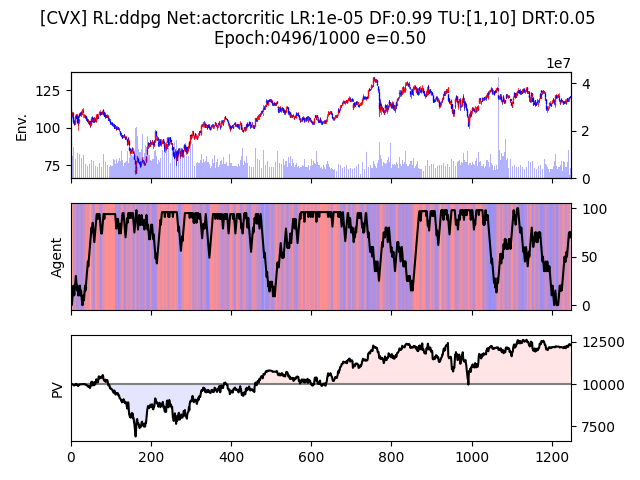 [CVX] RL:ddpg Net:actorcritic LR:1e-05 DF:0.99 TU:[1,10] DRT:0.05
Epoch:0496/1000 e=0.50
1e7
125
100
75
Env.
4
2
0
Agent
100
50
0
PV
12500
10000
7500
0 200 400 600 800 1000 1200